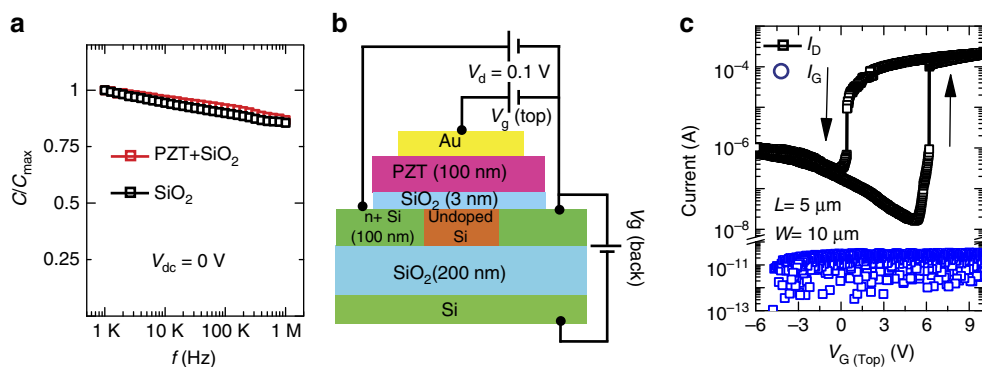 a
C/Cmax
1
0.75
0.5
0.25
PZT+SiO2
SiO2
Vdc = 0 V
1 K 10 K 100 K 1 M
f (Hz)
b
Vd = 0.1 V
Vg (top)
Au
PZT (100 nm)
SiO2 (3 nm)
n+ Si
(100 nm)
Undoped
Si
SiO2(200 nm)
Si
Vg (back)
c
Current (A)
10–4
10–6
10–8
10–11
10–13
ID
IG
L= 5 μm
W= 10 μm
–6 –3 0 3 6 9
VG (Top) (V)